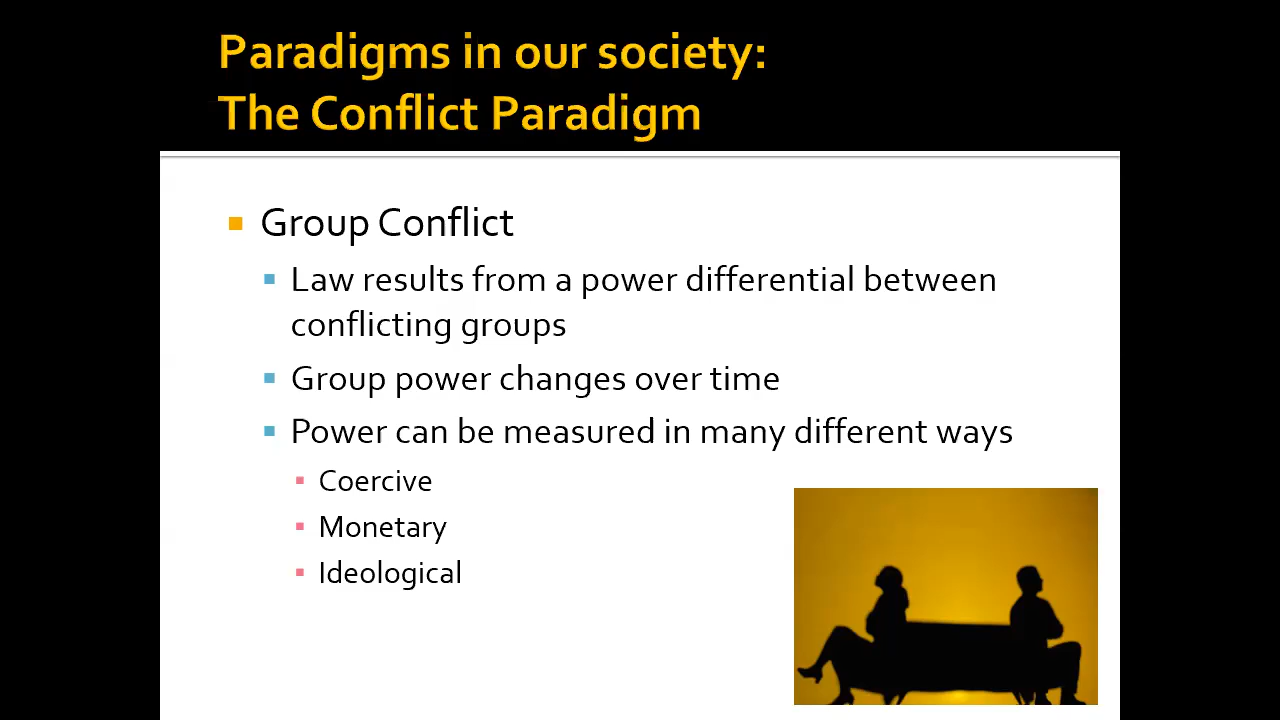 Paradigms in our society:
The Conflict Paradigm
Group Conflict
Law results from a power differential between
conflicting groups
Group power changes over time
Power can be measured in many different ways
Coercive
Monetary
Ideological